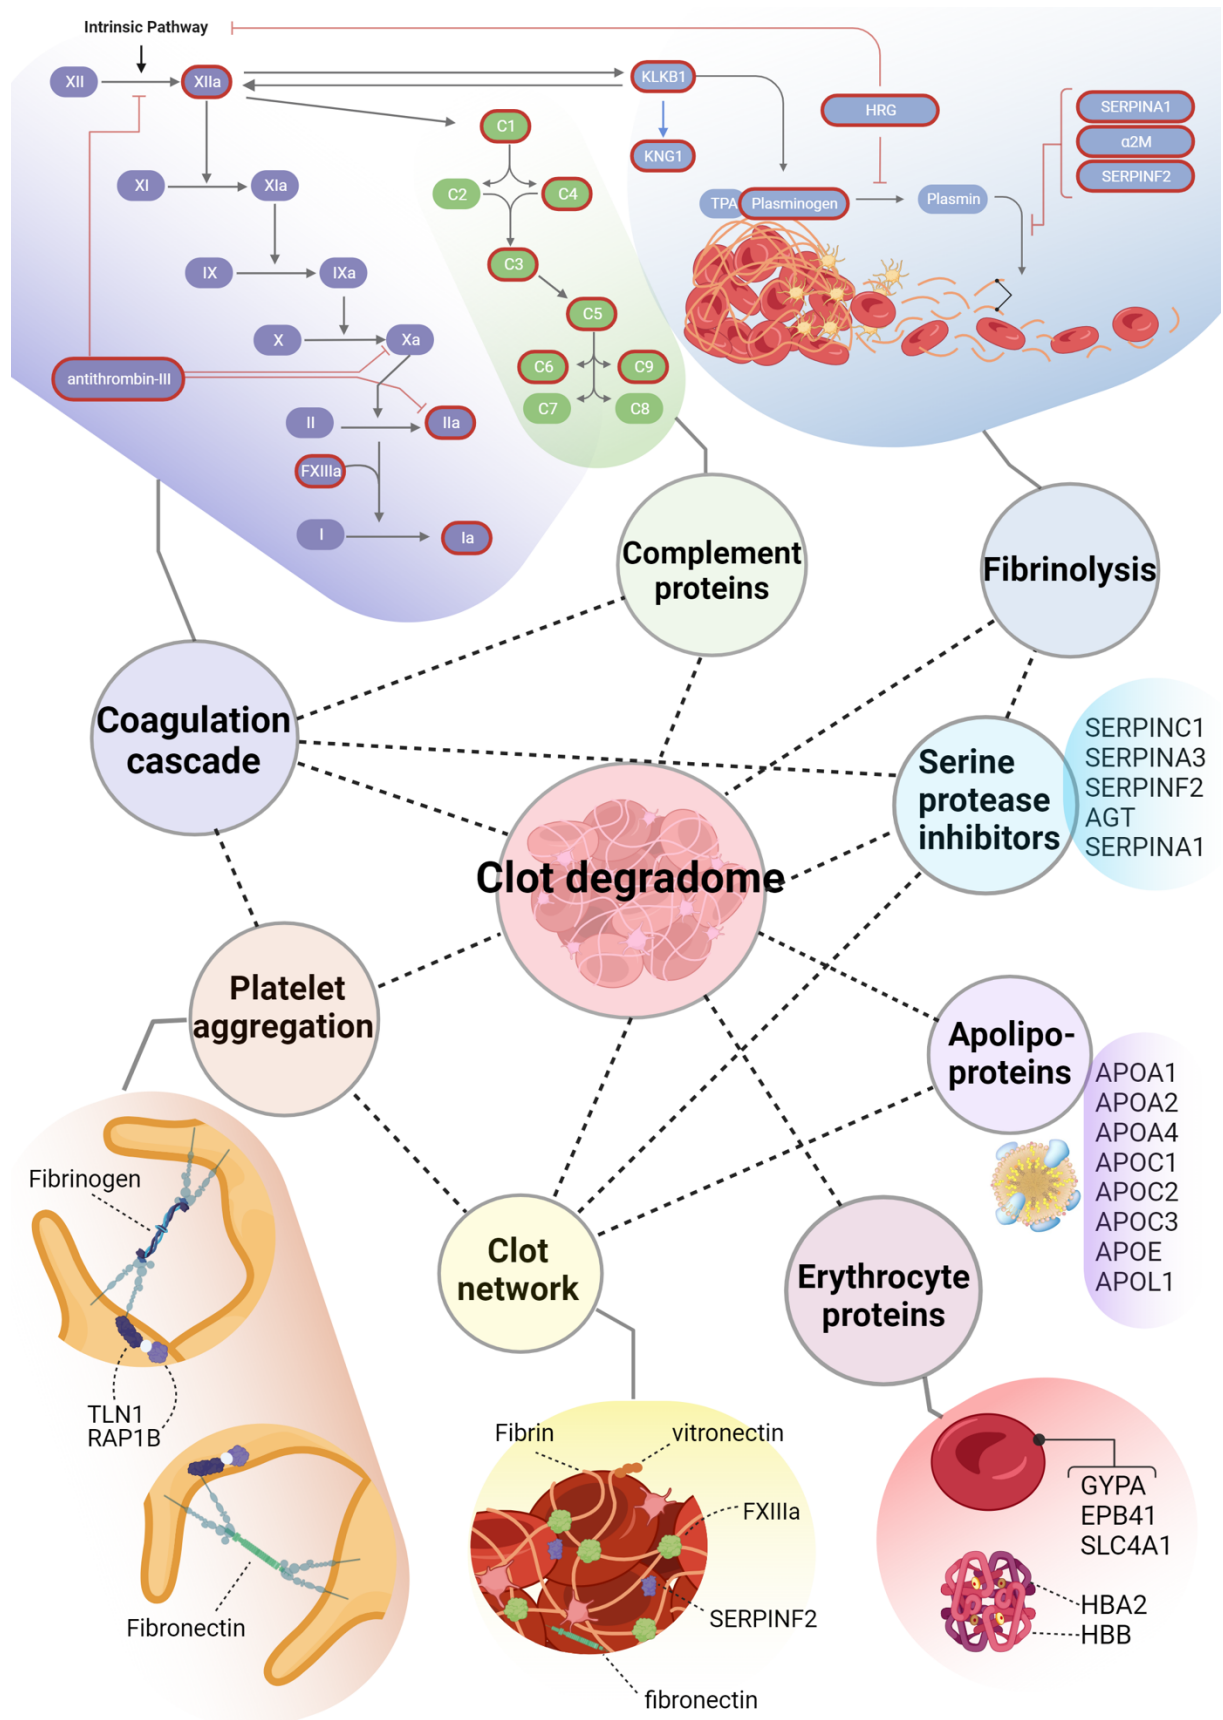 Intrinsic Pathway
XII
XIIa
KLKB1
HRG
SERPINA1
α2M
SERPINF2
C1
KNG1
XI
XIa
C2
C4
TPA
Plasminogen
Plasmin
IX
IXa
C3
C5
X
Xa
antithrombin-III
C6
C9
C7
C8
II
IIa
FXIIIa
I
Ia
Complement
proteins
Fibrinolysis
Coagulation
cascade
Serine
protease
inhibitors
SERPINC1
SERPINA3
SERPINF2
AGT
SERPINA1
Clot degradome
Platelet
aggregation
Apolipo-
proteins
APOA1
APOA2
APOA4
APOC1
APOC2
APOC3
APOE
APOL1
Clot
network
Erythrocyte
proteins
Fibrinogen
TLN1
RAP1B
Fibronectin
Fibrin
vitronectin
FXIIIa
SERPINF2
fibronectin
GYPA
EPB41
SLC4A1
HBA2
HBB